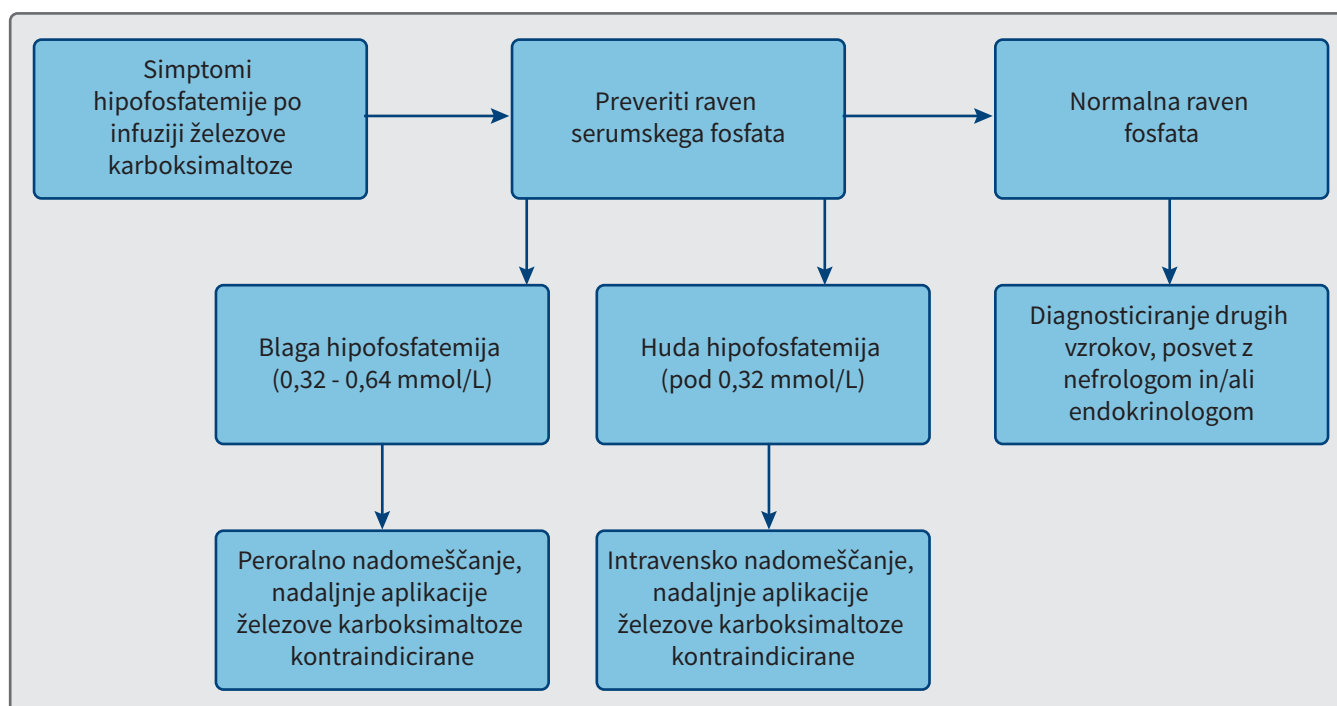 Simptomi
hipofosfatemije po
infuziji železove
karboksimaltoze
Preveriti raven
serumskega fosfata
Normalna raven
fosfata
Blaga hipofosfatemija
(0,32 - 0,64 mmol/L)
Huda hipofosfatemija
(pod 0,32 mmol/L)
Diagnosticiranje drugih
vzrokov, posvet z
nefrologom in/ali
endokrinologom
Peroralno nadomeščanje,
nadaljnje aplikacije
železove karboksimaltoze
kontraindicirane
Intravensko nadomeščanje,
nadaljnje aplikacije
železove karboksimaltoze
kontraindicirane